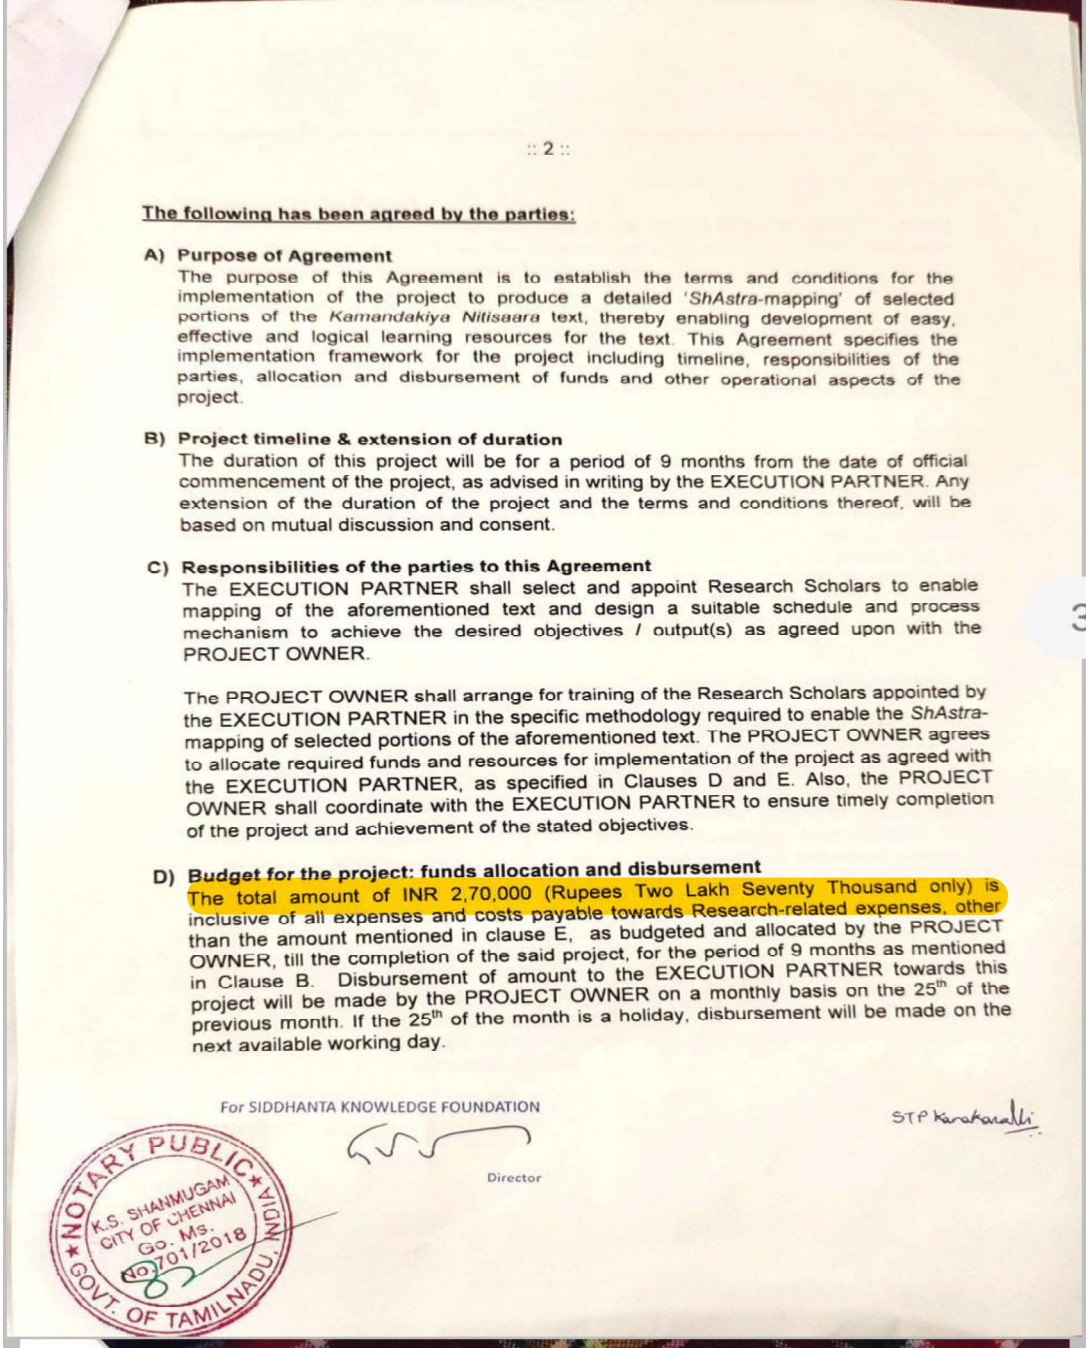 :: 2 ::
The following has been agreed by the parties:
A) Purpose of Agreement
The purpose of this Agreement is to establish the terms and conditions for the
implementation of the project to produce a detailed 'ShAstra-mapping' of selected
portions of the Kamandakiya Nitisaara text, thereby enabling development of easy,
effective and logical learning resources for the text. This Agreement specifies the
implementation framework for the project including timeline, responsibilities of the
parties, allocation and disbursement of funds and other operational aspects of the
project.
B) Project timeline & extension of duration
The duration of this project will be for a period of 9 months from the date of official
commencement of the project, as advised in writing by the EXECUTION PARTNER. Any
extension of the duration of the project and the terms and conditions thereof, will be
based on mutual discussion and consent.
C) Responsibilities of the parties to this Agreement
The EXECUTION PARTNER shall select and appoint Research Scholars to enable
mapping of the aforementioned text and design a suitable schedule and process
mechanism to achieve the desired objectives / output(s) as agreed upon with the
PROJECT OWNER.
The PROJECT OWNER shall arrange for training of the Research Scholars appointed by
the EXECUTION PARTNER in the specific methodology required to enable the ShAstra-
mapping of selected portions of the aforementioned text. The PROJECT OWNER agrees
to allocate required funds and resources for implementation of the project as agreed with
the EXECUTION PARTNER, as specified in Clauses D and E. Also, the PROJECT
OWNER shall coordinate with the EXECUTION PARTNER to ensure timely completion
of the project and achievement of the stated objectives.
D) Budget for the project: funds allocation and disbursement
The total amount of INR 2,70,000 (Rupees Two Lakh Seventy Thousand only) is
inclusive of all expenses and costs payable towards Research-related expenses, other
than the amount mentioned in clause E, as budgeted and allocated by the PROJECT
OWNER, till the completion of the said project, for the period of 9 months as mentioned
in Clause B. Disbursement of amount to the EXECUTION PARTNER towards this
project will be made by the PROJECT OWNER on a monthly basis on the 25th of the
previous month. If the 25th of the month is a holiday, disbursement will be made on the
next available working day.
For SIDDHANTA KNOWLEDGE FOUNDATION
STP Karakaralli
Director
NOTARY PUBLIC
K.S. SHANMUGAM
CITY OF CHENNAI
Go. Ms.
No.701/2018
GOVT. OF TAMILNADU, INDIA
3